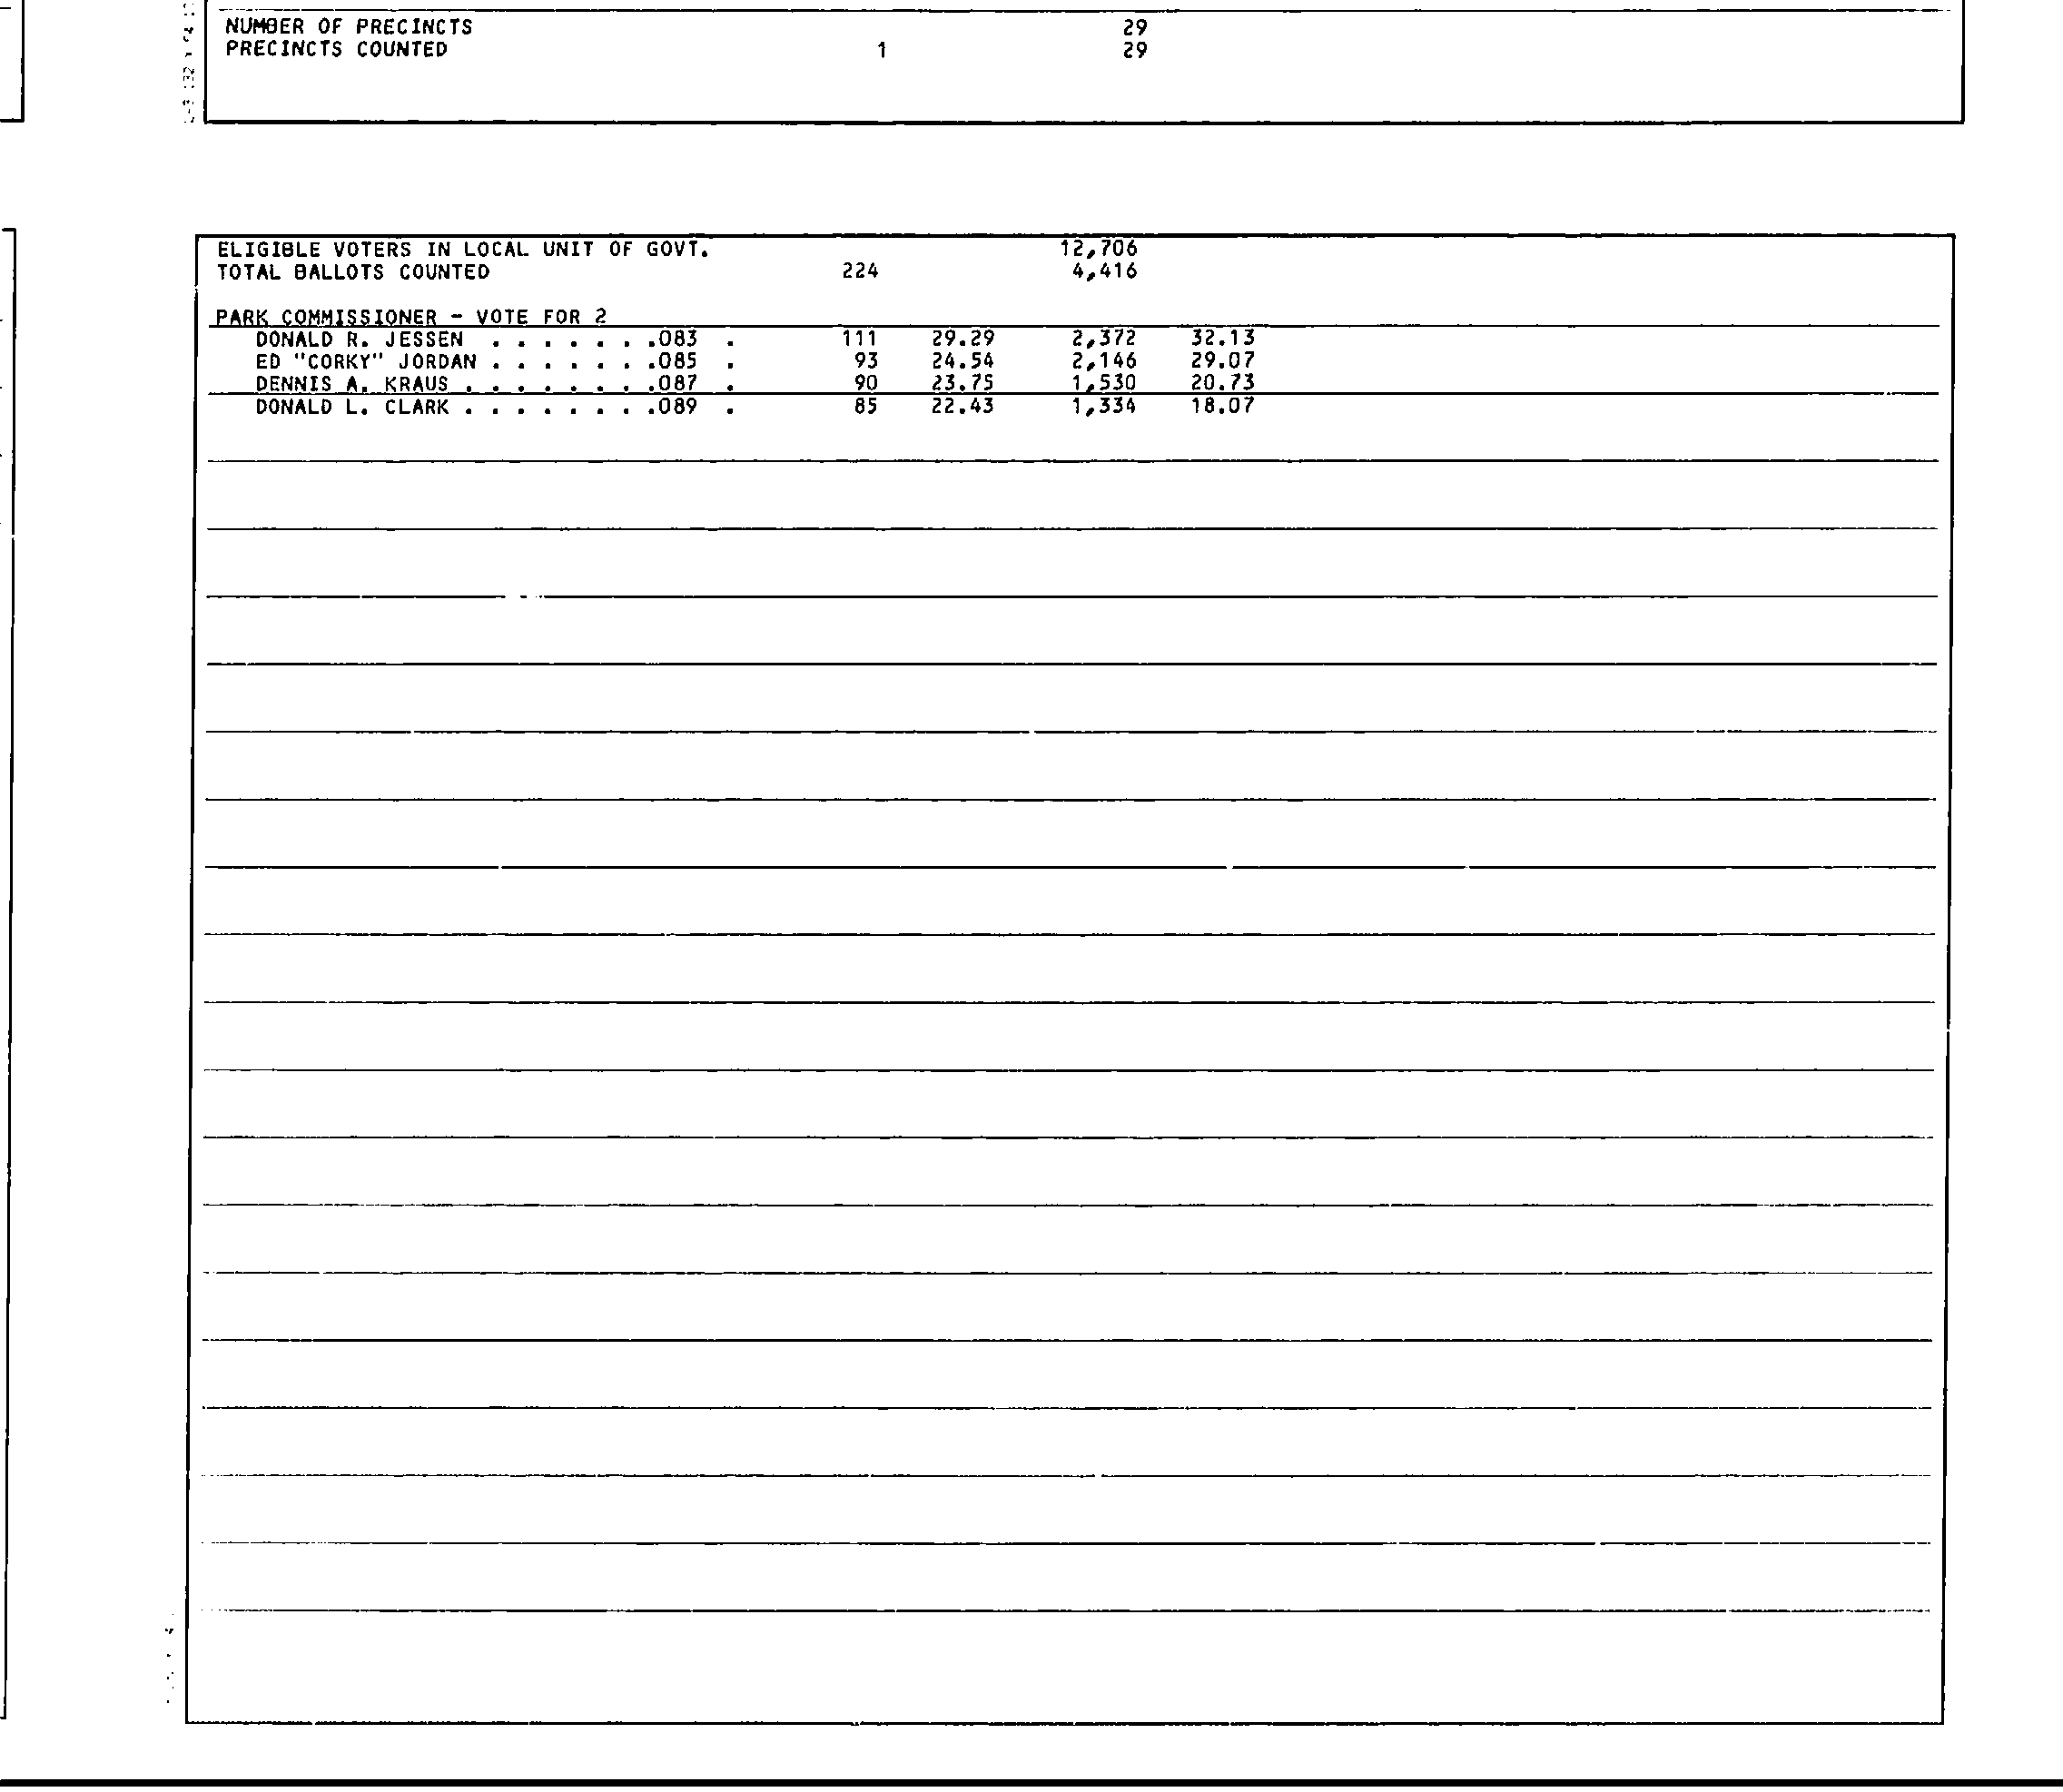 NUMBER OF PRECINCTS 29
PRECINCTS COUNTED 1 29
ELIGIBLE VOTERS IN LOCAL UNIT OF GOVT. 12,706
TOTAL BALLOTS COUNTED 224 4,416
PARK COMMISSIONER - VOTE FOR 2
DONALD R. JESSEN . . . . . . .083 . 111 29.29 2,372 32.13
ED "CORKY" JORDAN . . . . . . .085 . 93 24.54 2,146 29.07
DENNIS A. KRAUS . . . . . . . .087 . 90 23.75 1,530 20.73
DONALD L. CLARK . . . . . . . .089 . 85 22.43 1,334 18.07